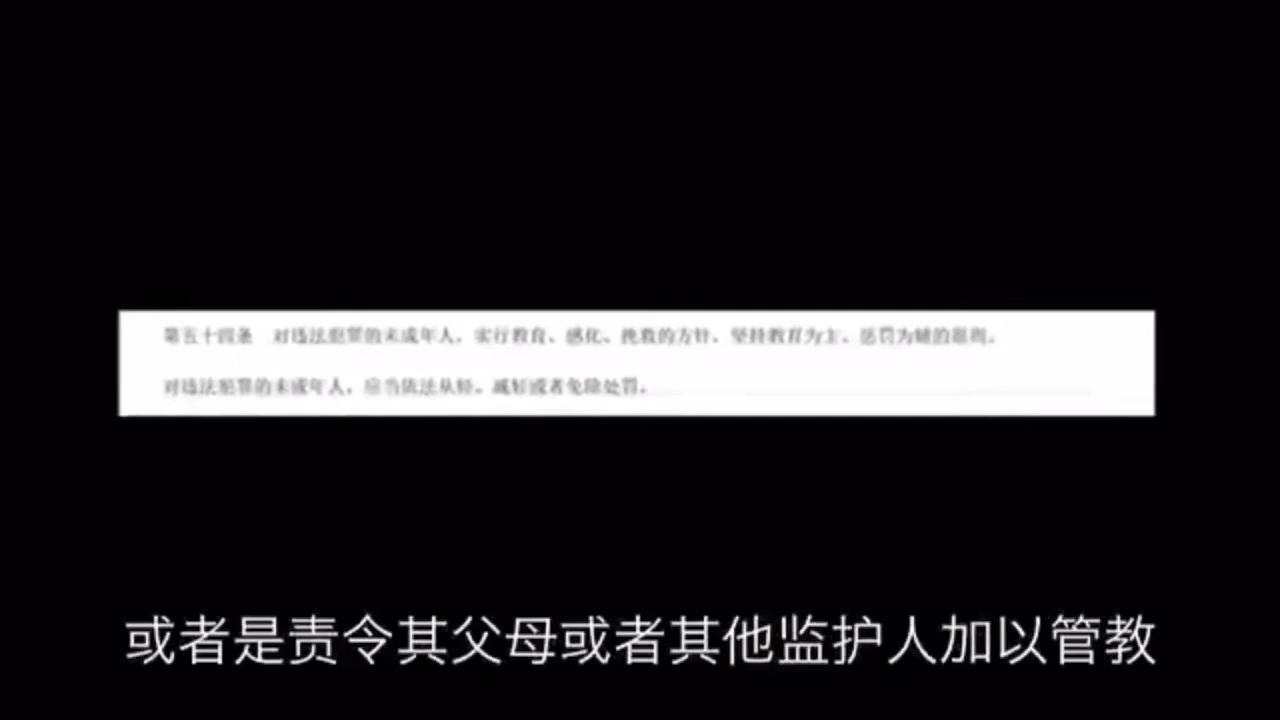 第五十四条 对违法犯罪的未成年人，实行教育、感化、挽救的方针，坚持教育为主、惩罚为辅的原则。
对违法犯罪的未成年人，应当依法从轻、减轻或者免除处罚。
或者是责令其父母或者其他监护人加以管教